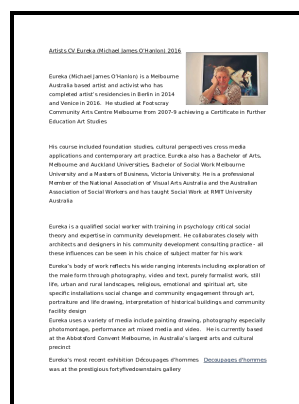 Artists CV Eureka (Michael James O'Hanlon) 2016
Eureka (Michael James O'Hanlon) is a Melbourne
Australia based artist and activist who has
completed artist's residencies in Berlin in 2014
and Venice in 2016.  He studied at Footscray
Community Arts Centre Melbourne from 2007-9 achieving a Certificate in Further
Education Art Studies
His course included foundation studies, cultural perspectives cross media
applications and contemporary art practice. Eureka also has a Bachelor of Arts,
Melbourne and Auckland Universities, Bachelor of Social Work Melbourne
University and a Masters of Business, Victoria University. He is a professional
Member of the National Association of Visual Arts Australia and the Australian
Association of Social Workers and has taught Social Work at RMIT University
Australia
Eureka is a qualified social worker with training in psychology critical social
theory and expertise in community development. He collaborates closely with
architects and designers in his community development consulting practice - all
these influences can be seen in his choice of subject matter for his work
Eureka's body of work reflects his wide ranging interests including exploration of
the male form through photography, video and text, purely formalist work, still
life, urban and rural landscapes, religious, emotional and spiritual art, site
specific installations social change and community engagement through art,
portraiture and life drawing, interpretation of historical buildings and community
facility design
Eureka uses a variety of media include painting drawing, photography especially
photomontage, performance art mixed media and video.   He is currently based
at the Abbotsford Convent Melbourne, in Australia's largest arts and cultural
precinct
Eureka's most recent exhibition Découpages d'hommes   Decoupages d'hommes
was at the prestigious fortyfivedownstairs gallery